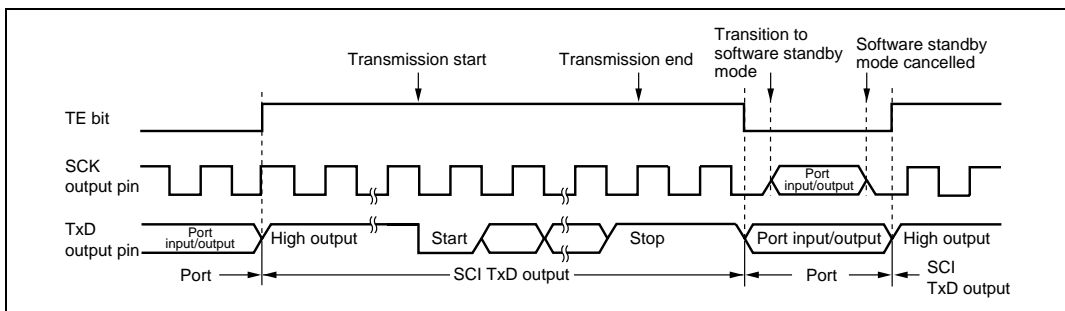 Transmission start
Transmission end
Transition to
software standby
mode
Software standby
mode cancelled
TE bit
SCK
output pin
Port
input/output
TxD
output pin
Port
input/output
High output
Start
Stop
Port input/output
High output
Port
SCI TxD output
Port
SCI
TxD output